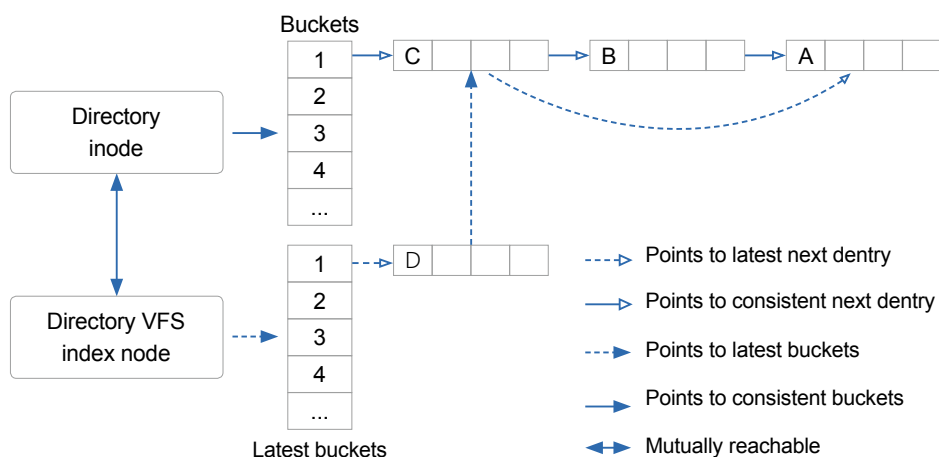 Buckets
1
2
3
4
...
C
B
A
Directory
inode
Directory VFS
index node
1
2
3
4
...
Latest buckets
D
Points to latest next dentry
Points to consistent next dentry
Points to latest buckets
Points to consistent buckets
Mutually reachable